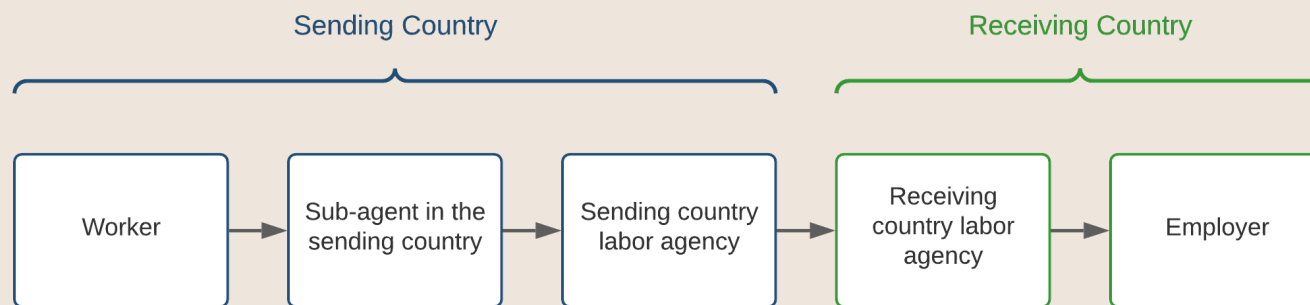 Sending Country
Receiving Country
Worker
Sub-agent in the
sending country
Sending country
labor agency
Receiving
country labor
agency
Employer